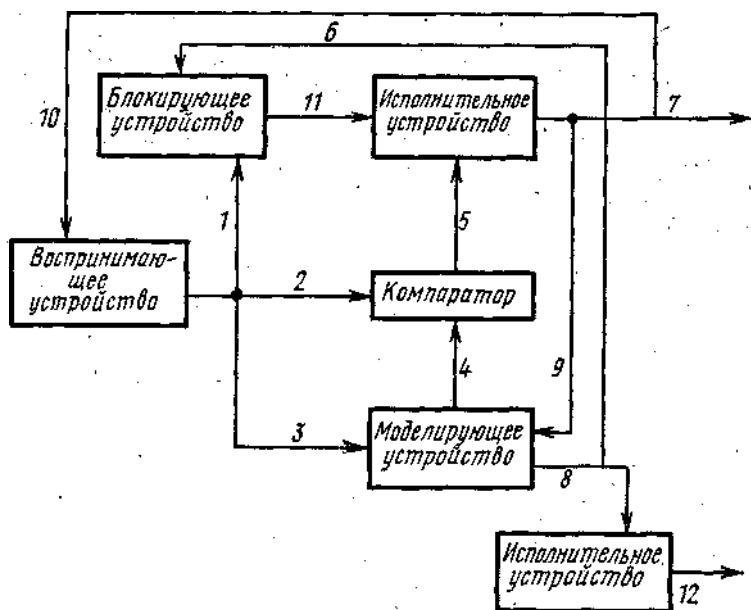 6
Блокирующее
устройство
11
Исполнительное
устройство
7
10
1
5
Воспринимаю-
щее
устройство
2
Компаратор
4
9
3
Моделирующее
устройство
8
Исполнительное
устройство
12